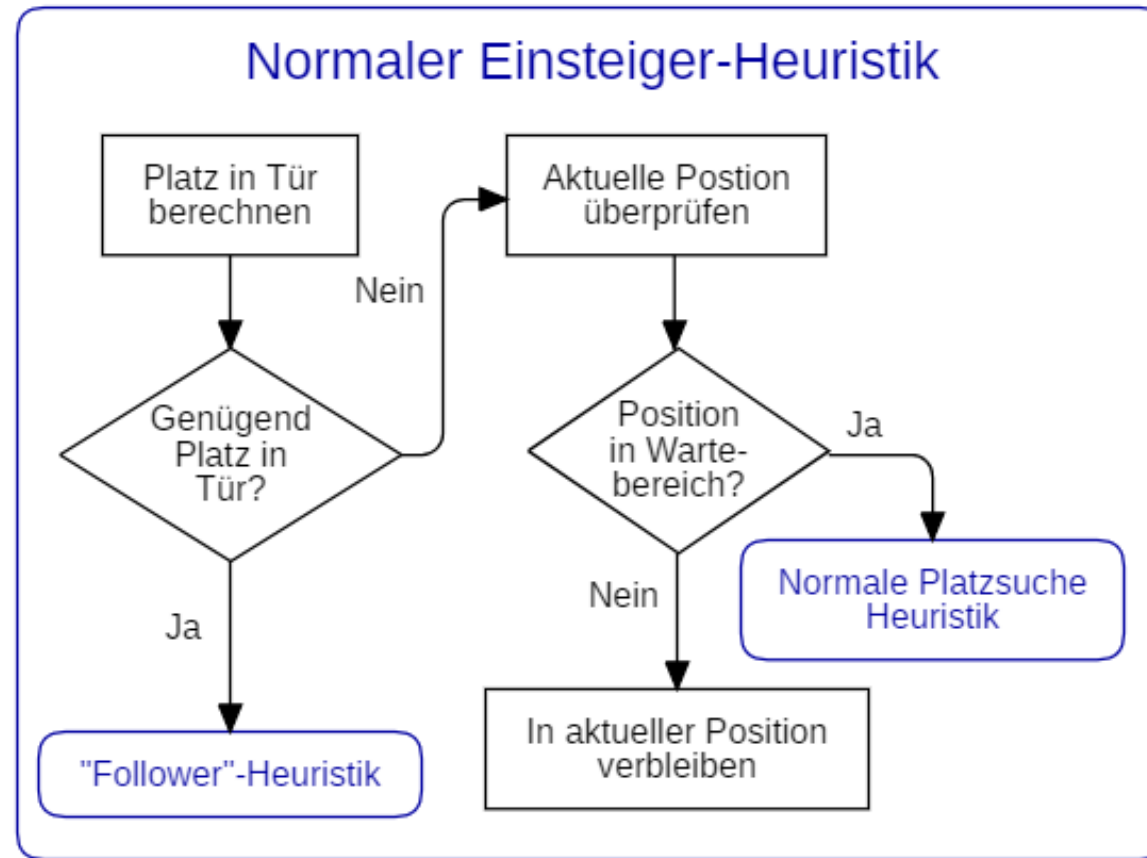 Normaler Einsteiger-Heuristik
Platz in Tür
berechnen
Nein
Genügend
Platz in
Tür?
Ja
"Follower"-Heuristik
Aktuelle Postion
überprüfen
Position
in Warte-
bereich?
Ja
Normale Platzsuche
Heuristik
Nein
In aktueller Position
verbleiben